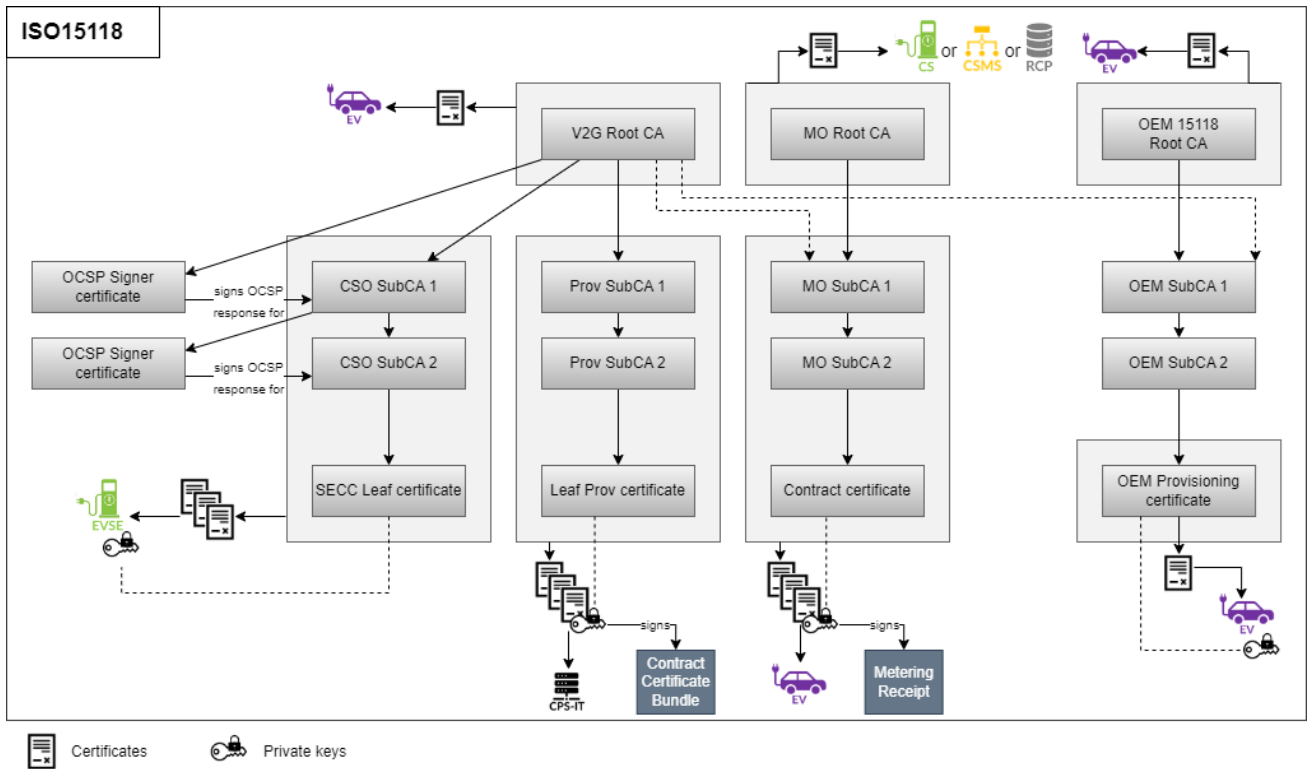 ISO15118
CS
or
CSMS
or
RCP
EV
EV
V2G Root CA
MO Root CA
OEM 15118
Root CA
OCSP Signer
certificate
signs OCSP
response for
CSO SubCA 1
Prov SubCA 1
MO SubCA 1
OEM SubCA 1
OCSP Signer
certificate
signs OCSP
response for
CSO SubCA 2
Prov SubCA 2
MO SubCA 2
OEM SubCA 2
SECC Leaf certificate
Leaf Prov certificate
Contract certificate
OEM Provisioning
certificate
EVSE
signs
signs
EV
Contract
Certificate
Bundle
Metering
Receipt
CPS-IT
EV
Certificates
Private keys